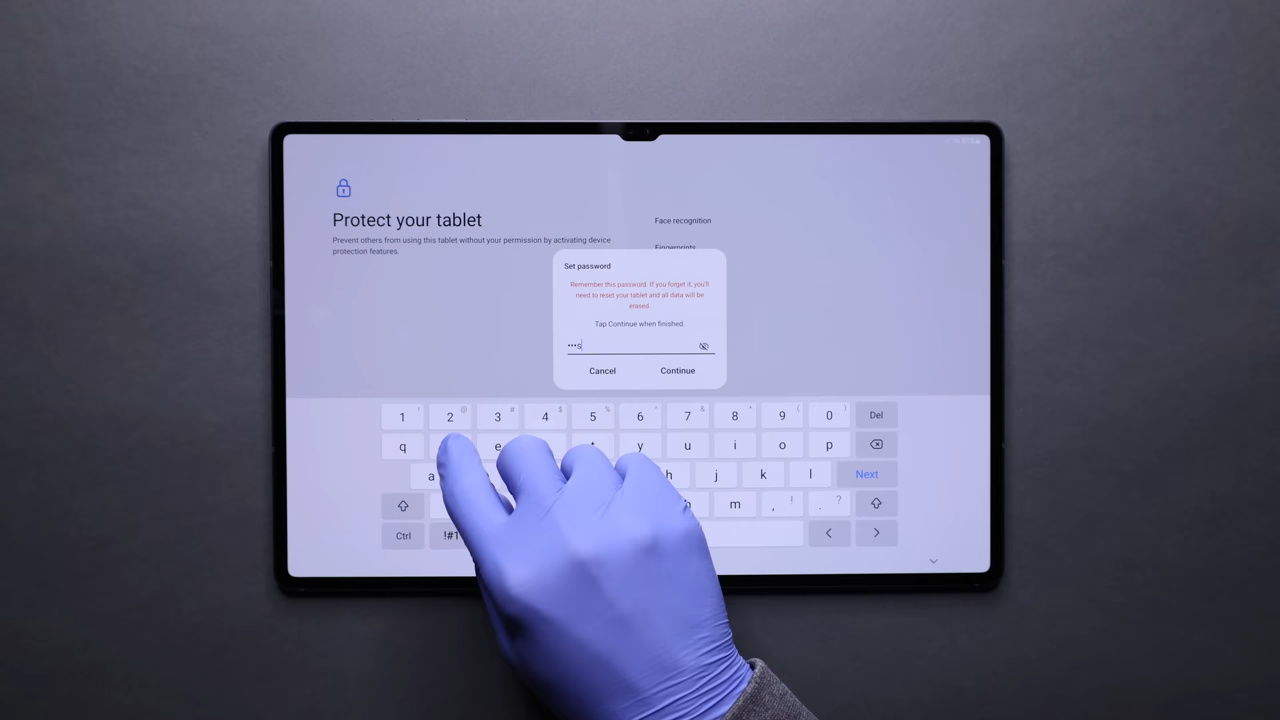 Protect your tablet
Prevent others from using this tablet without your permission by activating device
protection features.
Face recognition
Fingerprints
Set password
Remember this password. If you forget it, you'll
need to reset your tablet and all data will be
erased.
Tap Continue when finished.
•••s
Cancel Continue
1 ! 2 @ 3 # 4 $ 5 % 6 ^ 7 & 8 * 9 ( 0 ) Del
q e t y u i o p
a h j k l Next
m , ! . ?
Ctrl !#1 < >